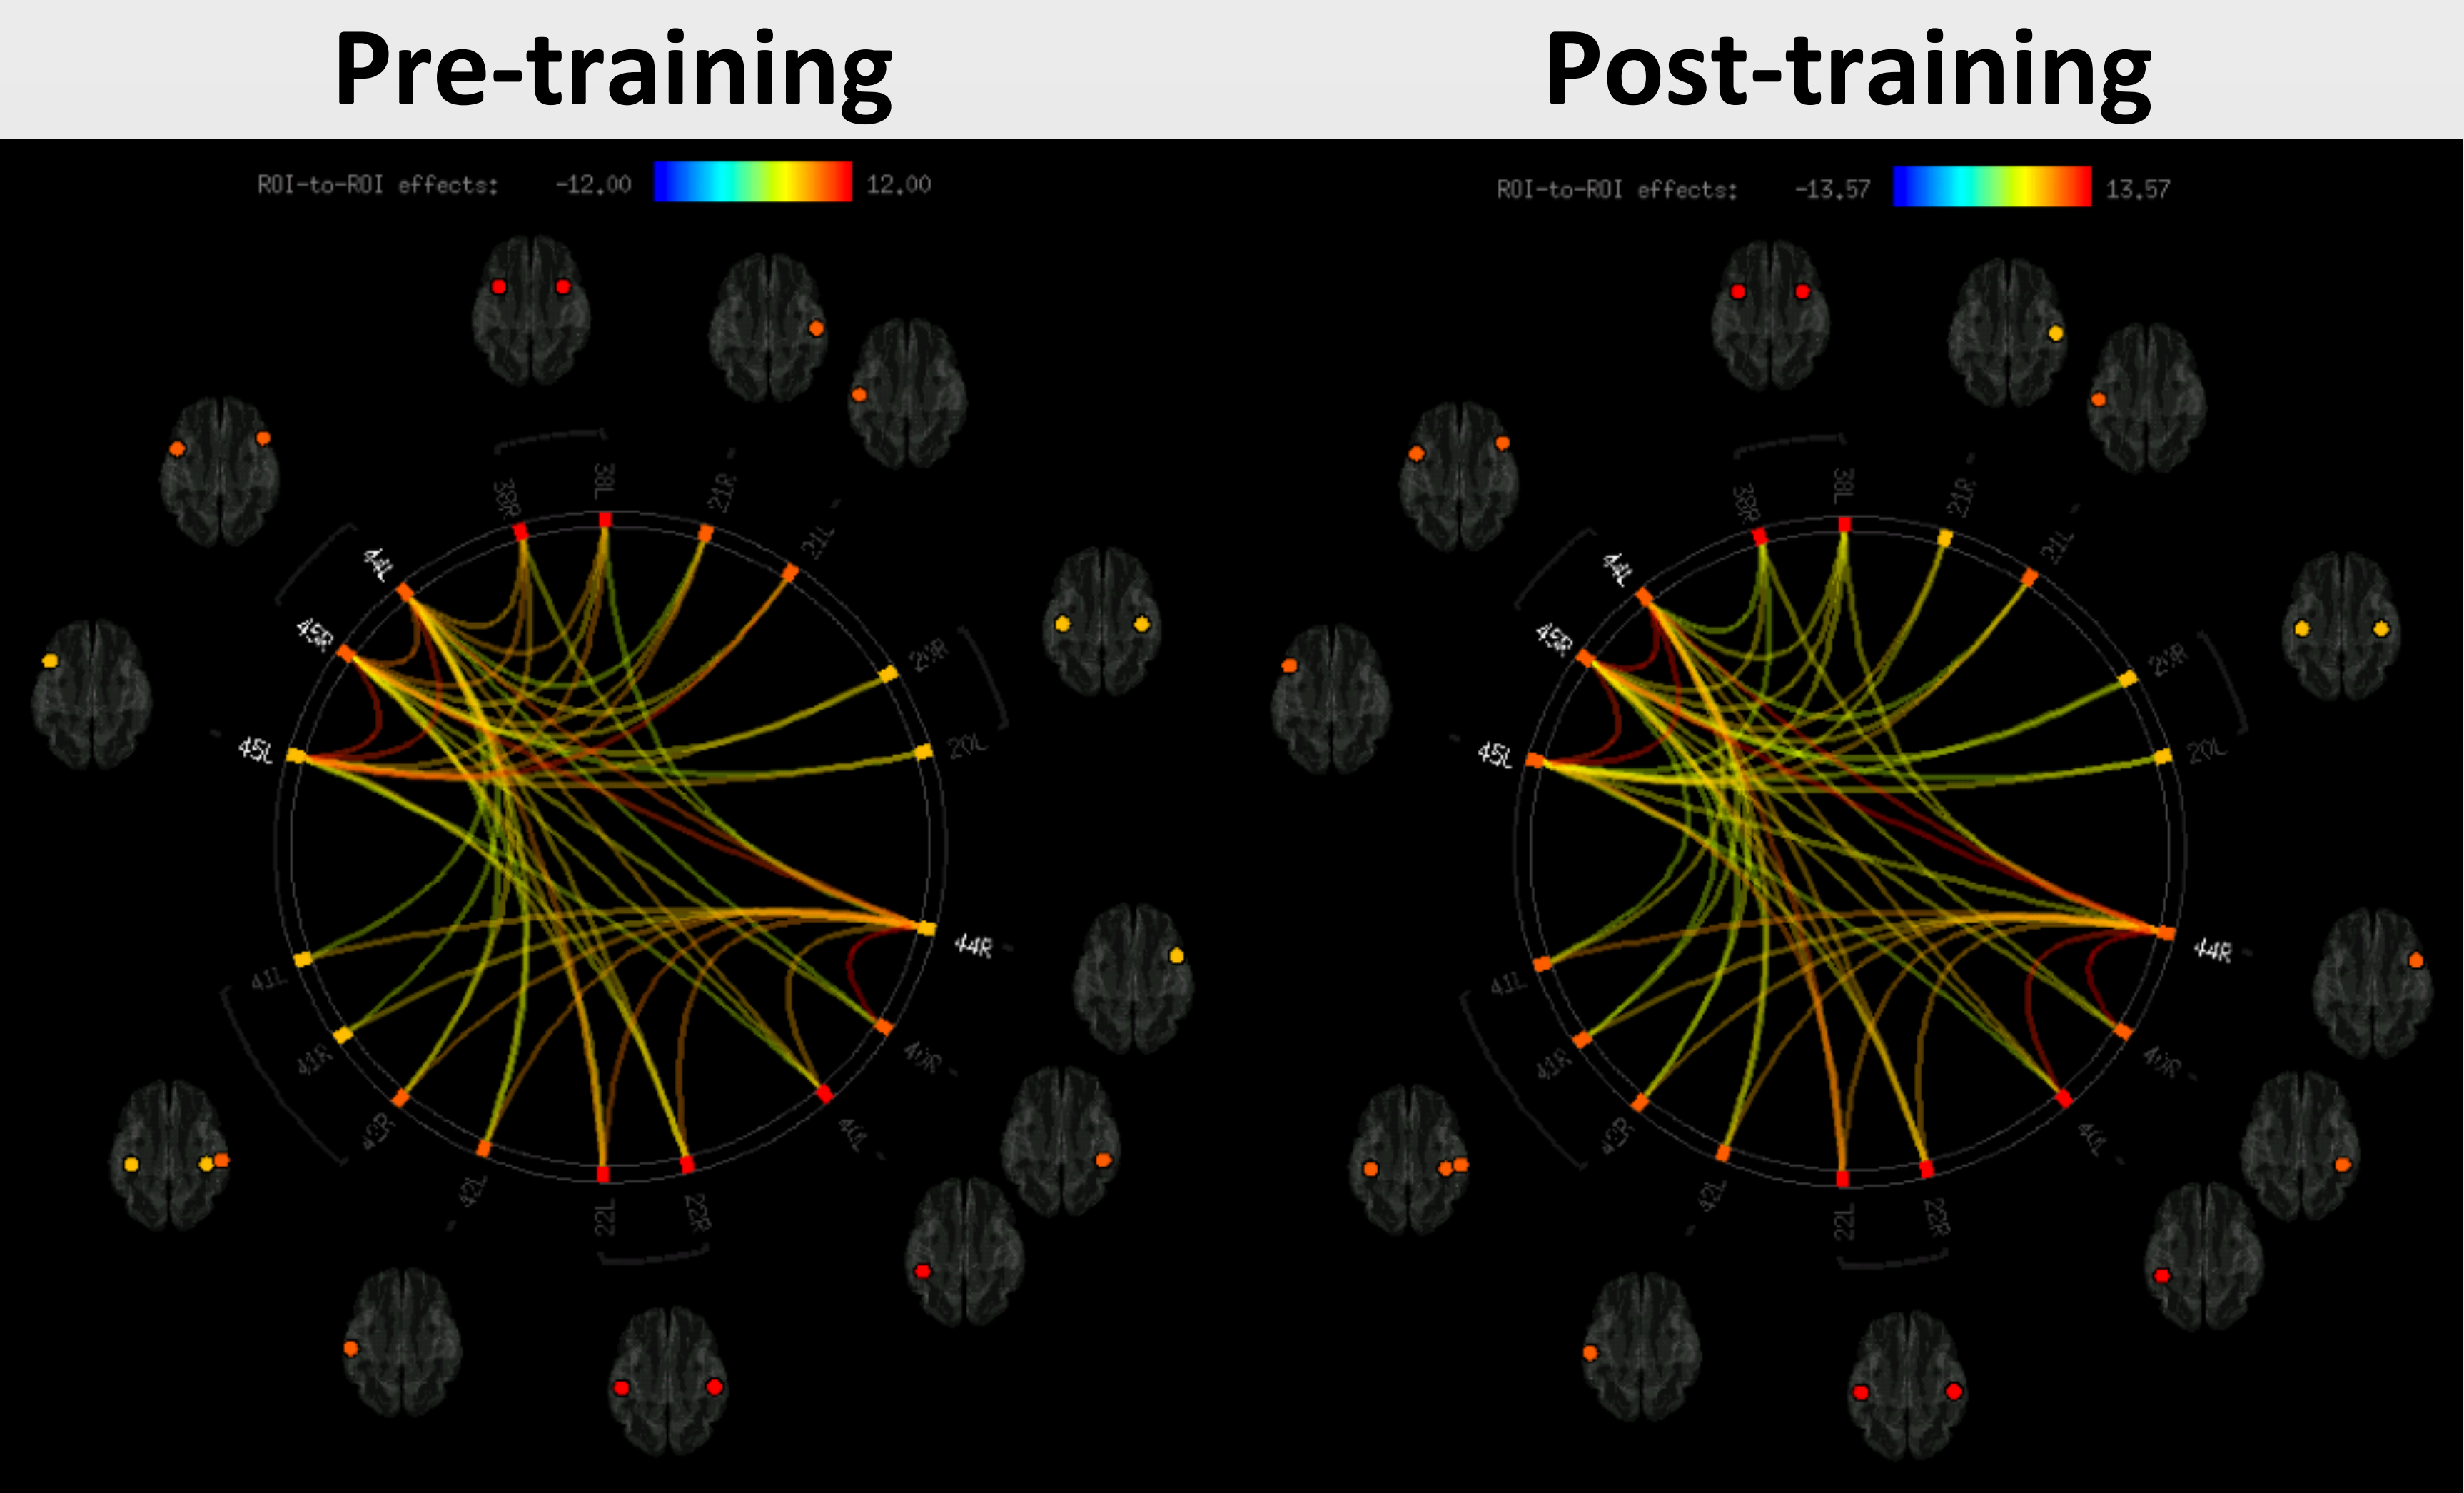 Pre-training
Post-training
ROI-to-ROI effects: -12.00 12.00
ROI-to-ROI effects: -13.57 13.57
38R
38L
21R
21L
20R
20L
44R
40R
40L
22R
22L
42L
42R
41R
41L
45L
45R
44L
38R
38L
21R
21L
20R
20L
44R
40R
40L
22R
22L
42L
42R
41R
41L
45L
45R
44L